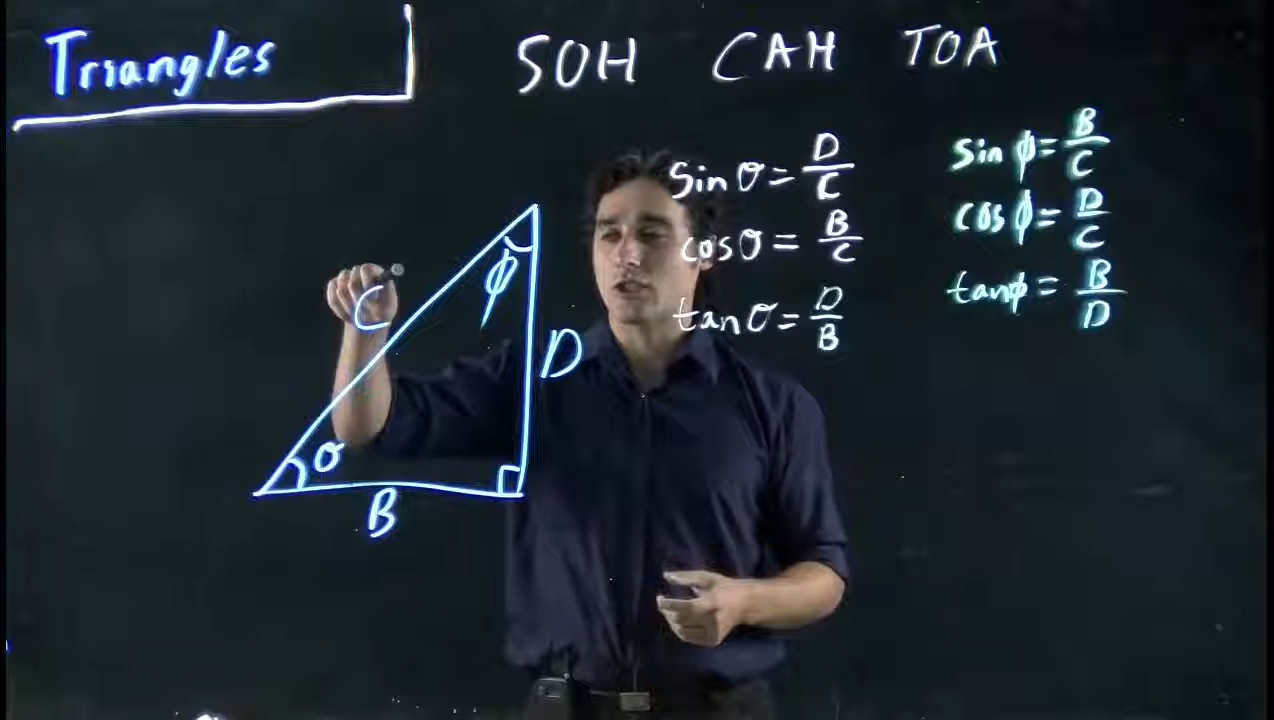 Triangles
SOH CAH TOA
sin θ = D/C
cos θ = B/C
tan θ = D/B
sin ϕ = B/C
cos ϕ = D/C
tan ϕ = B/D
C
ϕ
D
θ
B